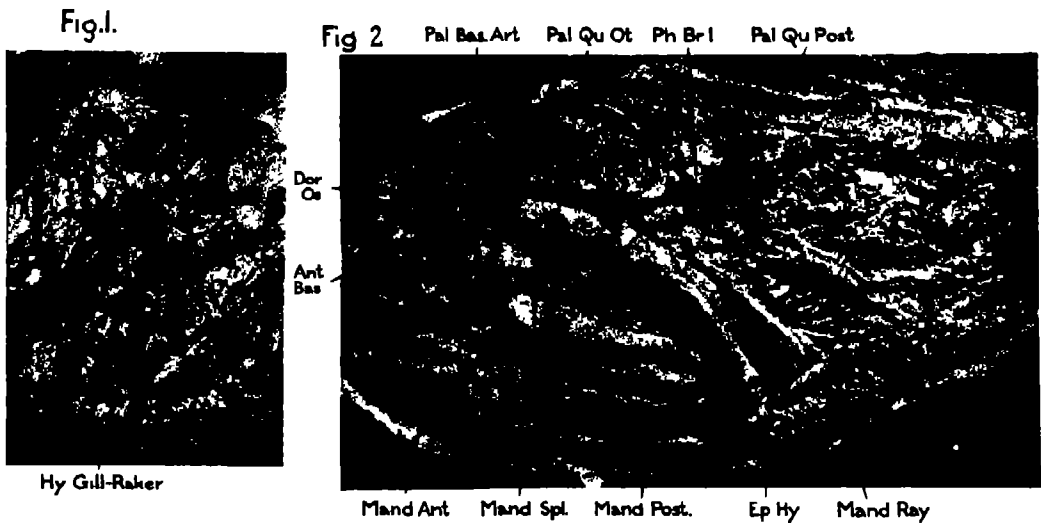 Fig.1.
Hy Gill-Raker
Fig 2
Pal Bas Art Pal Qu Ot Ph Br 1 Pal Qu Post
Dor
Os
Ant
Bas
Mand Ant Mand Spl. Mand Post. Ep Hy Mand Ray